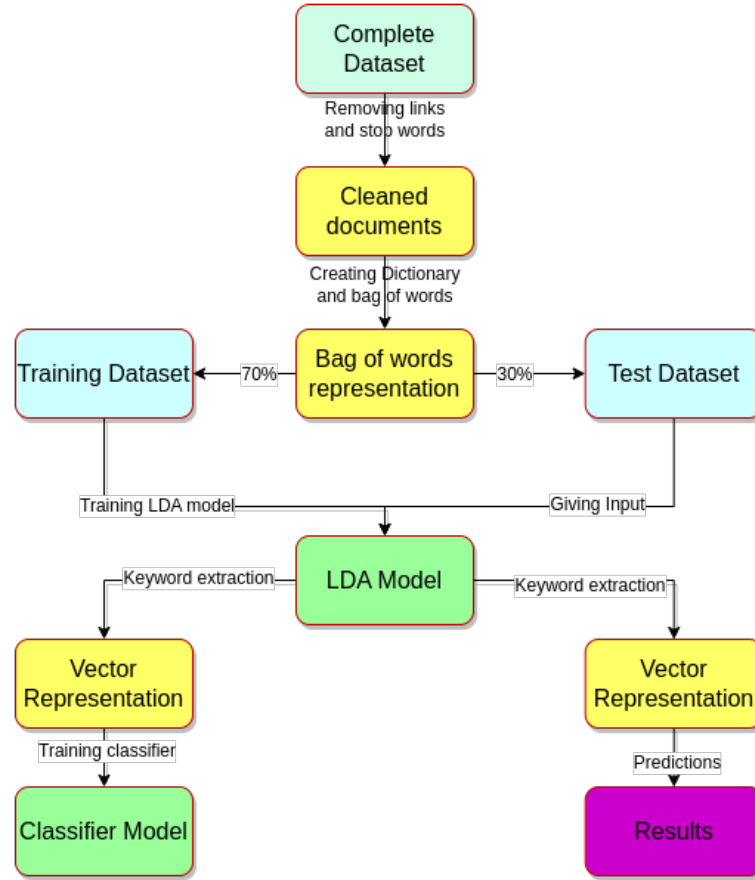 Complete
Dataset
Removing links
and stop words
Cleaned
documents
Creating Dictionary
and bag of words
Training Dataset
70%
Bag of words
representation
30%
Test Dataset
Training LDA model
Giving Input
Keyword extraction
LDA Model
Keyword extraction
Vector
Representation
Vector
Representation
Training classifier
Predictions
Classifier Model
Results